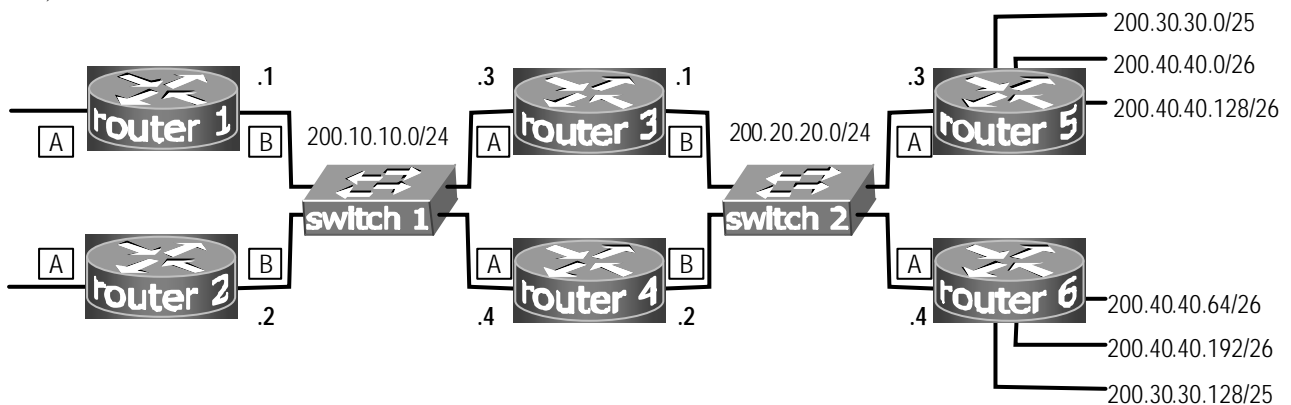 200.30.30.0/25
.1
.3
.1
.3
200.40.40.0/26
router 1
router 3
router 5
200.40.40.128/26
A
B
200.10.10.0/24
A
B
200.20.20.0/24
A
switch 1
switch 2
A
B
A
B
A
router 2
router 4
router 6
200.40.40.64/26
.2
.4
.2
.4
200.40.40.192/26
200.30.30.128/25